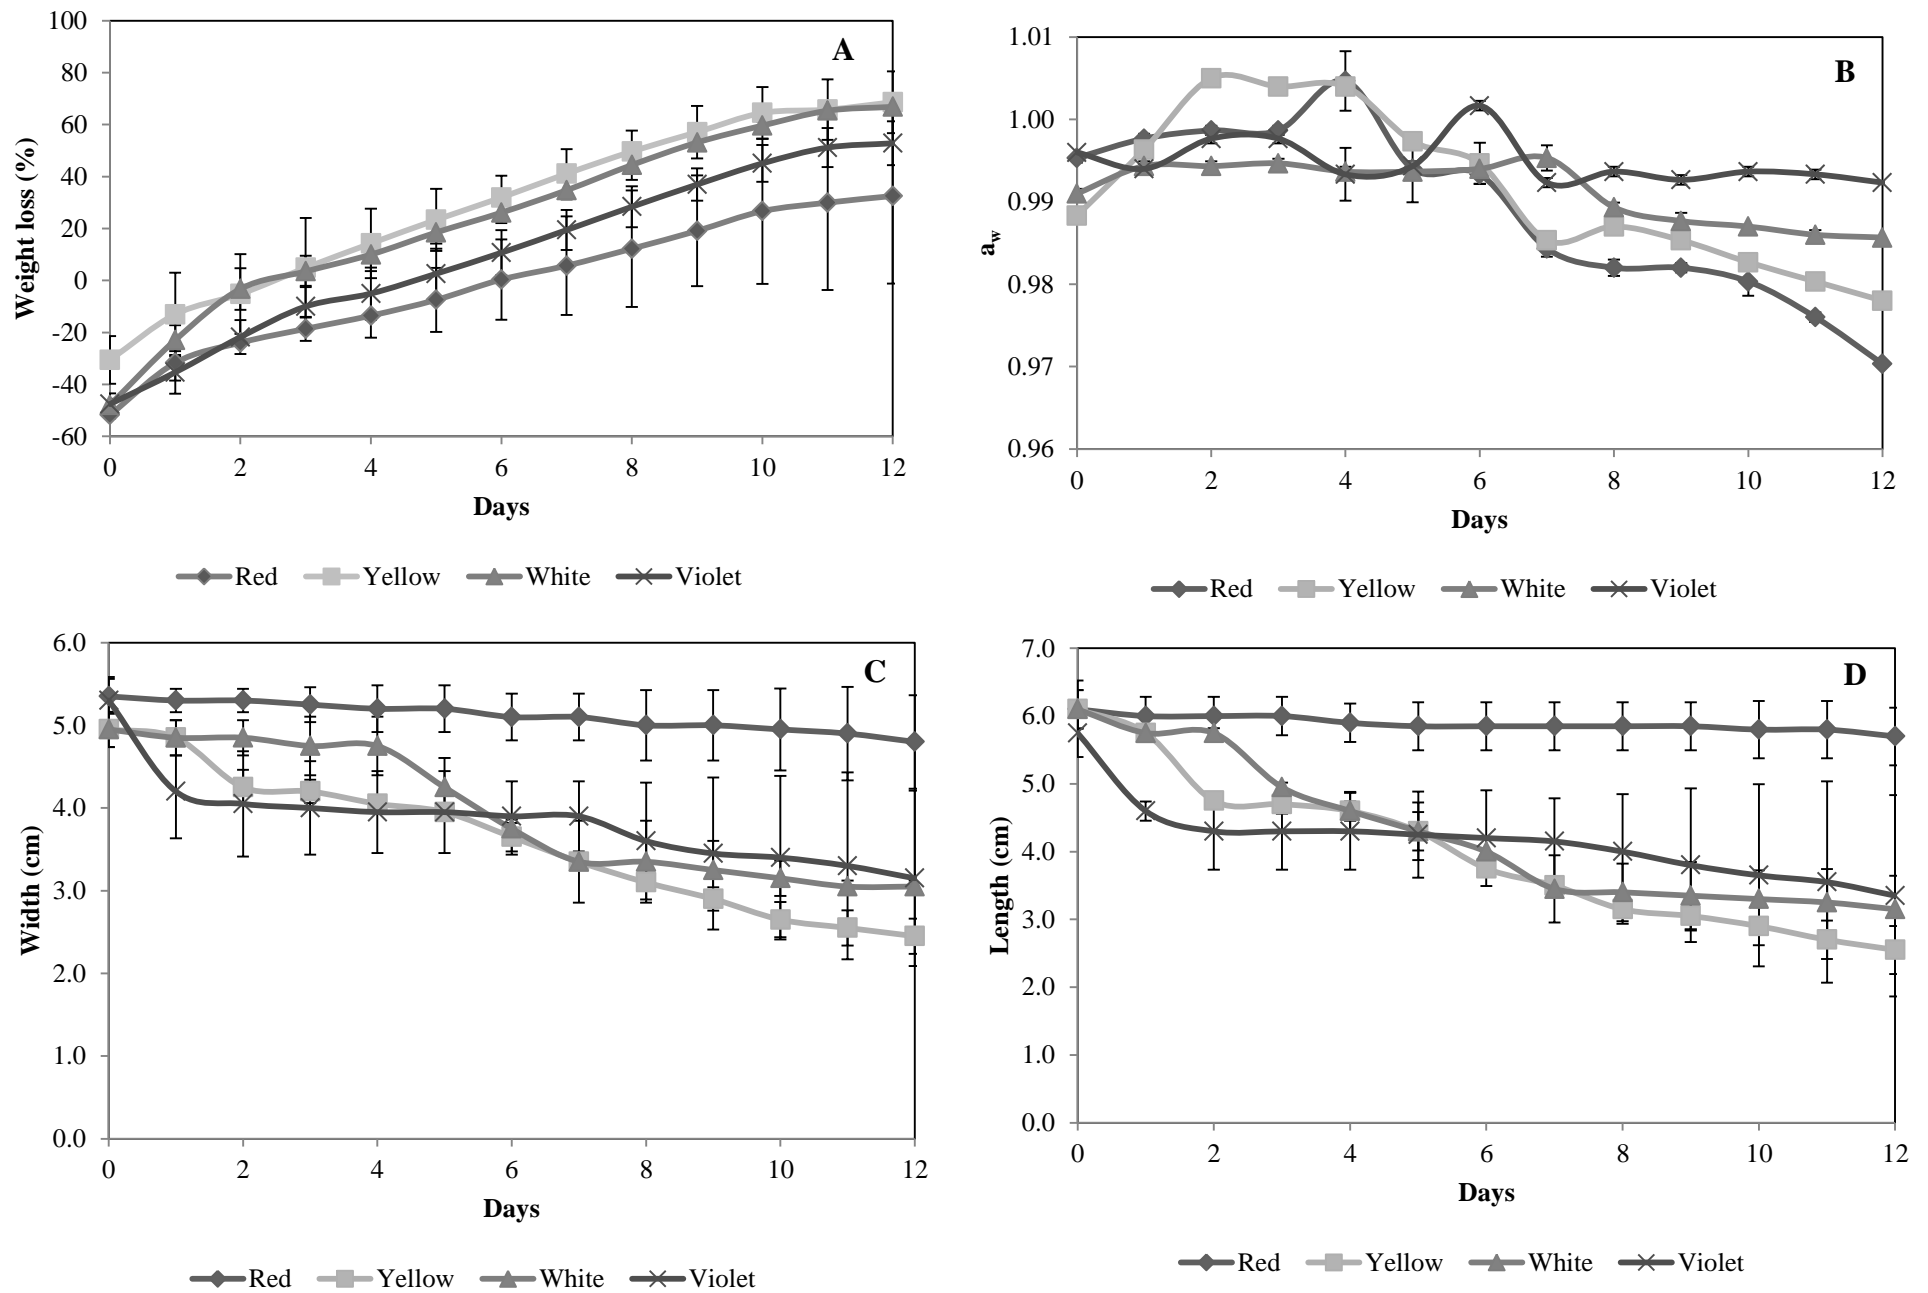 A
Weight loss (%)
100
80
60
40
20
0
-20
-40
-60
0 2 4 6 8 10 12
Days
Red Yellow White Violet
B
aw
1.01
1.00
0.99
0.98
0.97
0.96
0 2 4 6 8 10 12
Days
Red Yellow White Violet
C
Width (cm)
6.0
5.0
4.0
3.0
2.0
1.0
0.0
0 2 4 6 8 10 12
Days
Red Yellow White Violet
D
Length (cm)
7.0
6.0
5.0
4.0
3.0
2.0
1.0
0.0
0 2 4 6 8 10 12
Days
Red Yellow White Violet